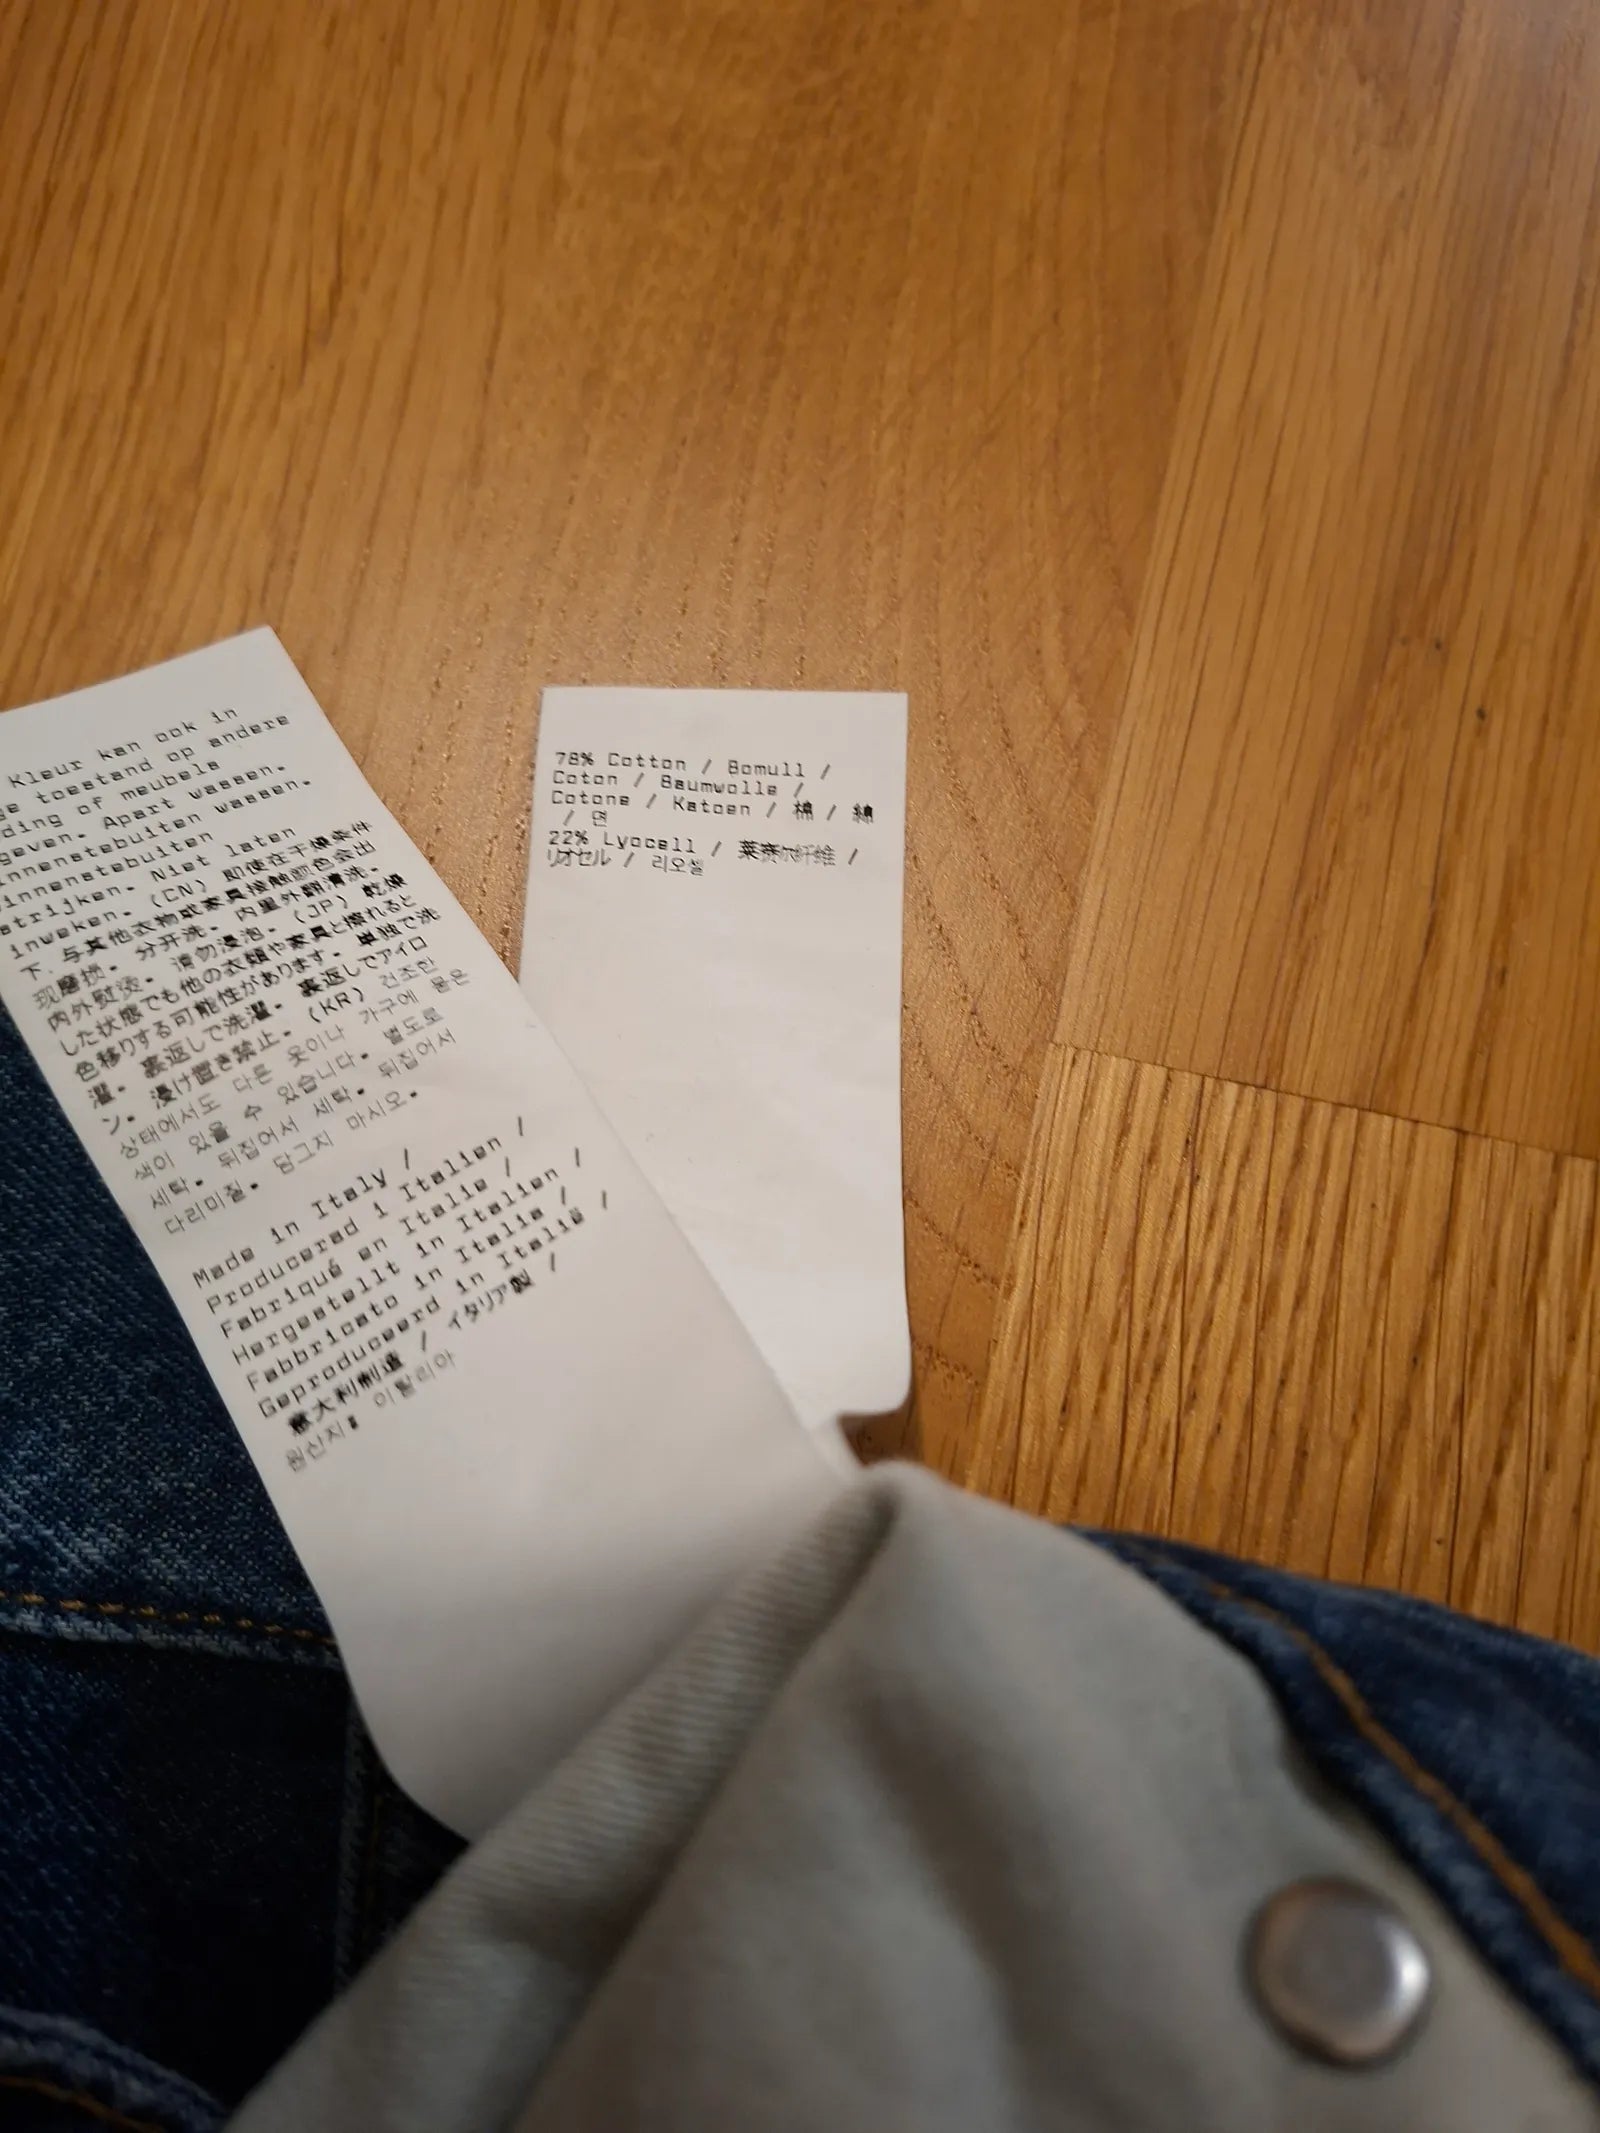 Kleur kan ook in
ge toestand op andere
ding of meubels
geven. Apart wassen.
innenstebuiten wassen.
innenstebuiten
strijken. Niet laten
inweken. (CN) 即使在干燥条件
下,与其他衣物或家具接触颜色会出
现磨损。分开洗。内里外翻清洗。
内外熨烫。请勿浸泡。(JP) 乾燥
した状態でも他の衣類や家具と擦れると
色移りする可能性があります。単独で洗
濯。裏返しで洗濯。裏返しでアイロ
ン。浸け置き禁止。(KR) 건조한
상태에서도 다른 옷이나 가구에 물은
색이 있을 수 있습니다. 별도로
세탁. 뒤집어서 세탁. 뒤집어서
다리미질. 담그지 마시오.
Made in Italy /
Producerad i Italien /
Fabriqué en Italie /
Hergestellt in Italien /
Fabbricato in Italia /
Geproduceerd in Italië /
意大利制造 / イタリア製 /
원산지: 이탈리아
78% Cotton / Bomull /
Coton / Baumwolle /
Cotone / Katoen / 棉 / 綿
/ 면
22% Lyocell / 莱赛尔纤维 /
リオセル / 리오셀